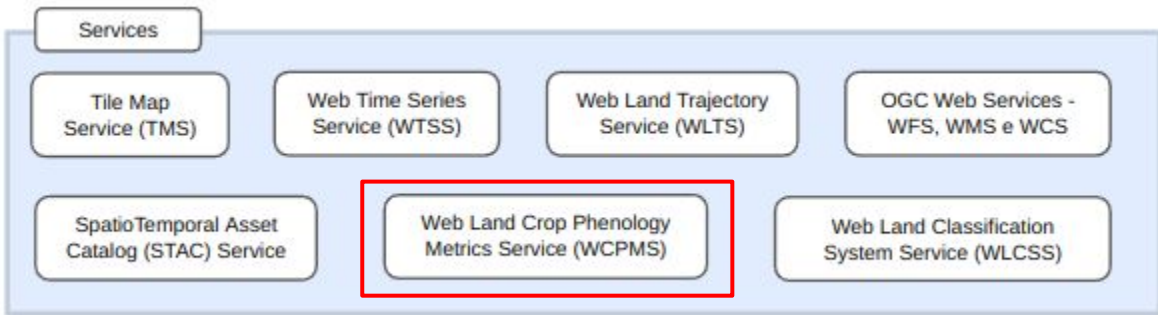 Services
Tile Map
Service (TMS)
Web Time Series
Service (WTSS)
Web Land Trajectory
Service (WLTS)
OGC Web Services -
WFS, WMS e WCS
SpatioTemporal Asset
Catalog (STAC) Service
Web Land Crop Phenology
Metrics Service (WCPMS)
Web Land Classification
System Service (WLCSS)